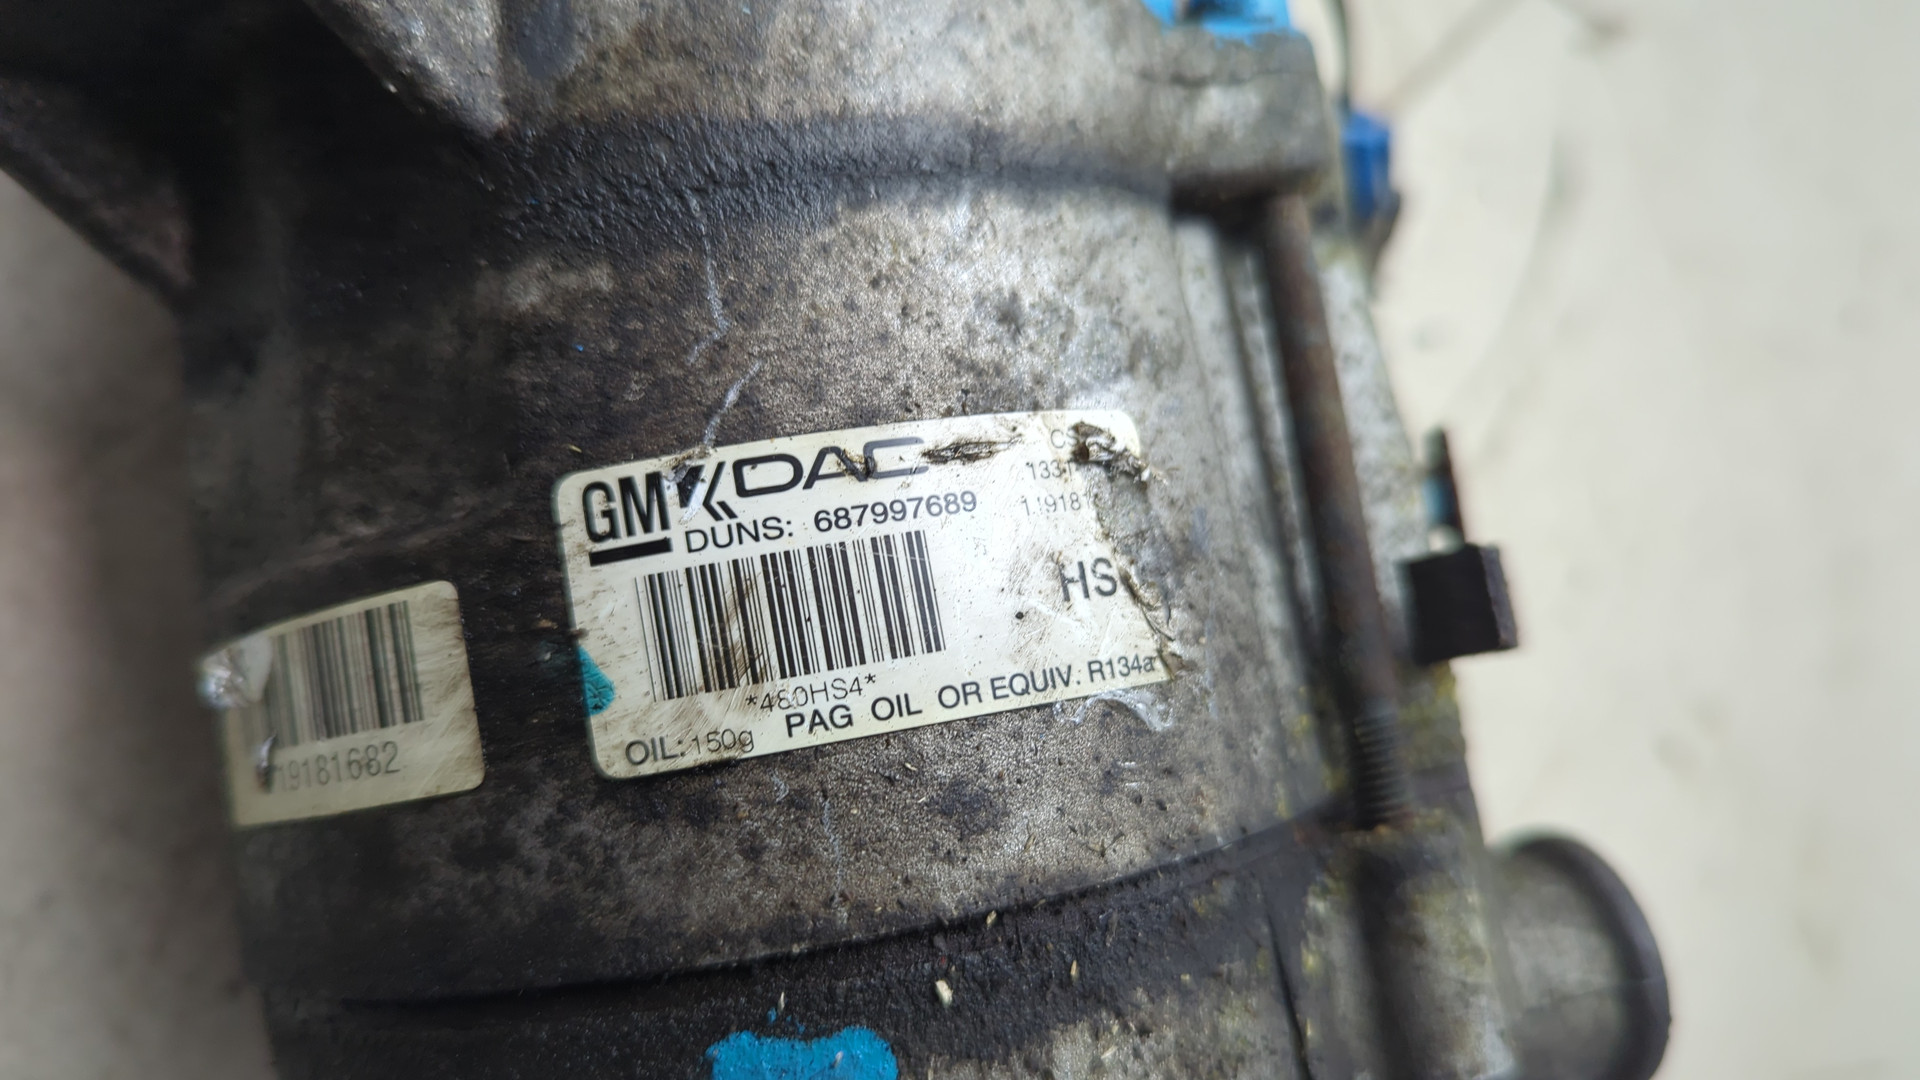 GM DAC
DUNS: 687997689
HS
*480HS4*
PAG OIL OR EQUIV. R134a
OIL: 150g
19181682